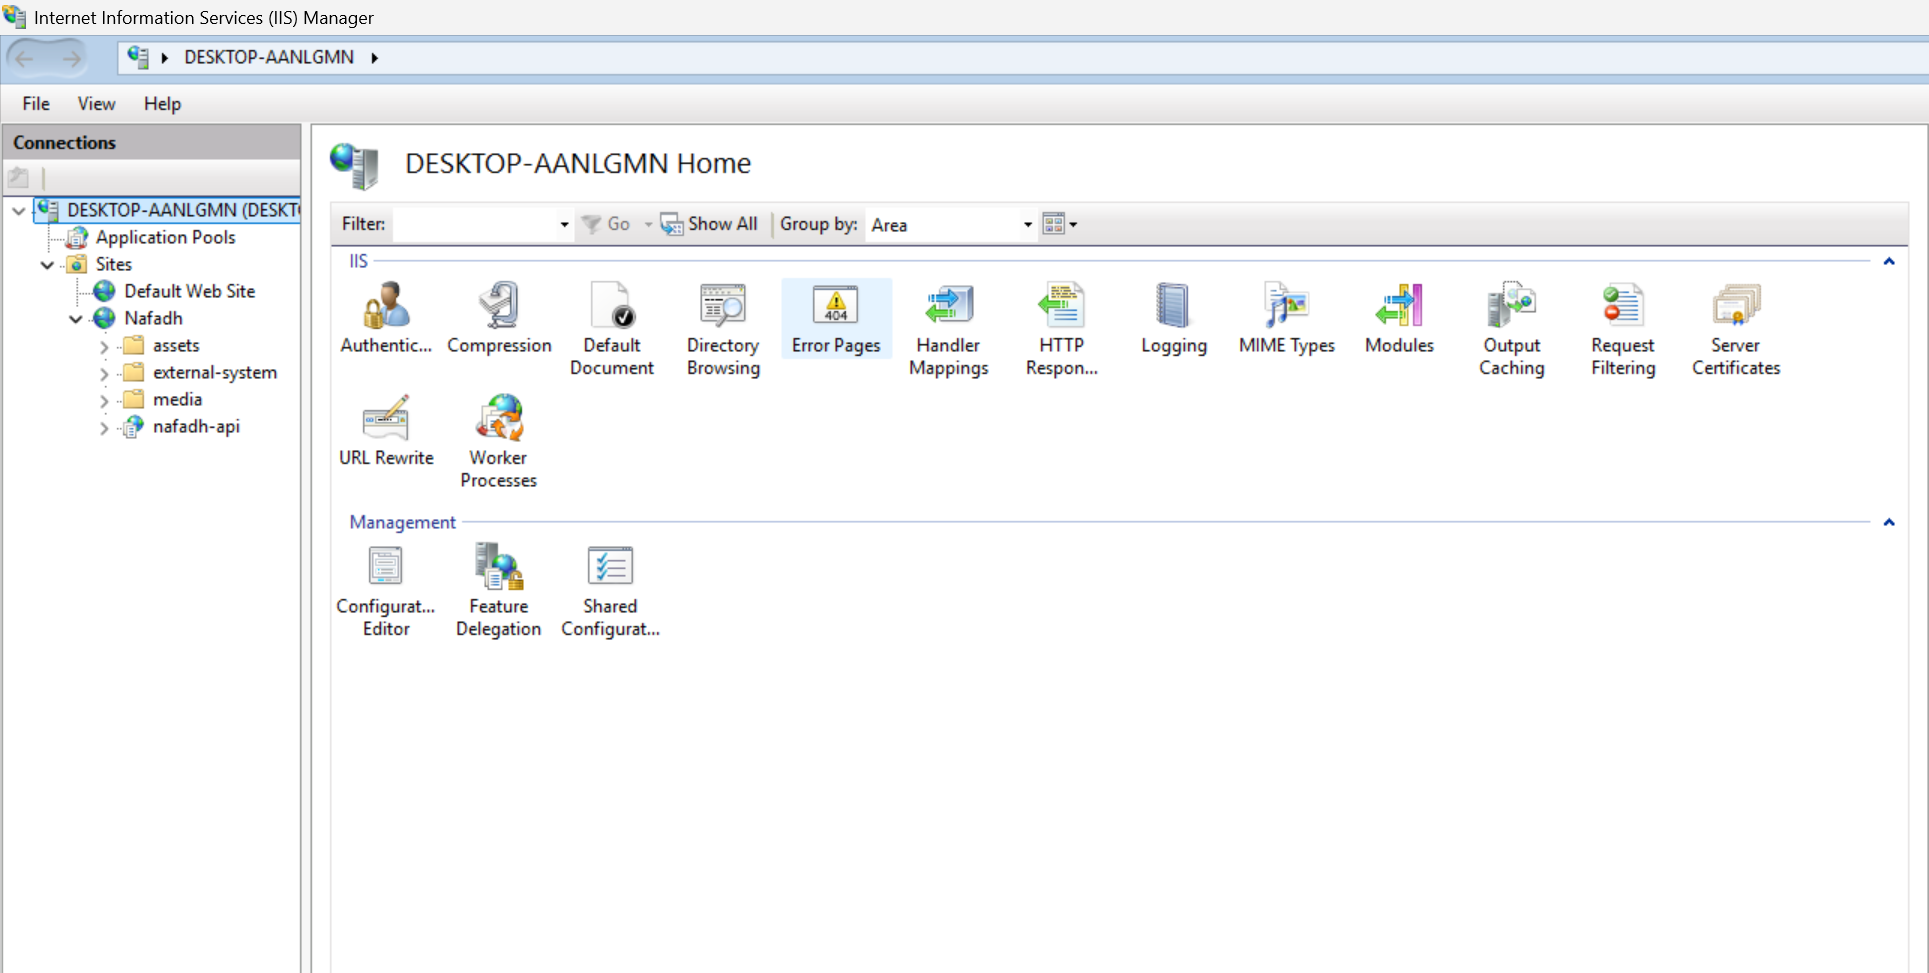 Internet Information Services (IIS) Manager
DESKTOP-AANLGMN
File View Help
Connections
DESKTOP-AANLGMN (DESKT
Application Pools
Sites
Default Web Site
Nafadh
assets
external-system
media
nafadh-api
DESKTOP-AANLGMN Home
Filter: Go Show All Group by: Area
IIS
Authentic...
Compression
Default
Document
Directory
Browsing
404
Error Pages
Handler
Mappings
HTTP
Respon...
Logging
MIME Types
Modules
Output
Caching
Request
Filtering
Server
Certificates
URL Rewrite
Worker
Processes
Management
Configurat...
Editor
Feature
Delegation
Shared
Configurat...